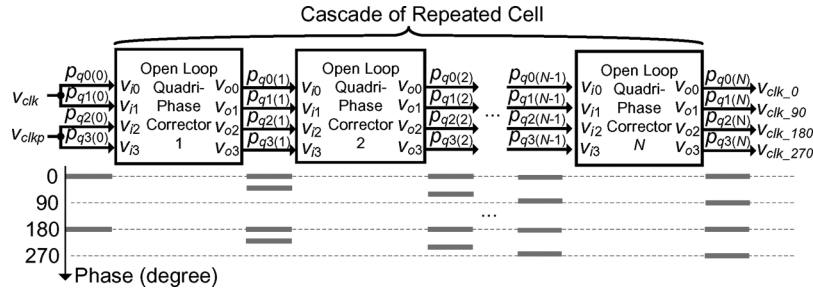 Cascade of Repeated Cell
v_clk
v_clkp
p_q0(0)
p_q1(0)
p_q2(0)
p_q3(0)
V_i0
V_i1
V_i2
V_i3
Open Loop
Quadri-
Phase
Corrector
1
V_o0
V_o1
V_o2
V_o3
p_q0(1)
p_q1(1)
p_q2(1)
p_q3(1)
V_i0
V_i1
V_i2
V_i3
Open Loop
Quadri-
Phase
Corrector
2
V_o0
V_o1
V_o2
V_o3
p_q0(2)
p_q1(2)
p_q2(2)
p_q3(2)
...
p_q0(N-1)
p_q1(N-1)
p_q2(N-1)
p_q3(N-1)
V_i0
V_i1
V_i2
V_i3
Open Loop
Quadri-
Phase
Corrector
N
V_o0
V_o1
V_o2
V_o3
p_q0(N)
p_q1(N)
p_q2(N)
p_q3(N)
v_clk_0
v_clk_90
v_clk_180
v_clk_270
0
90
180
270
...
Phase (degree)